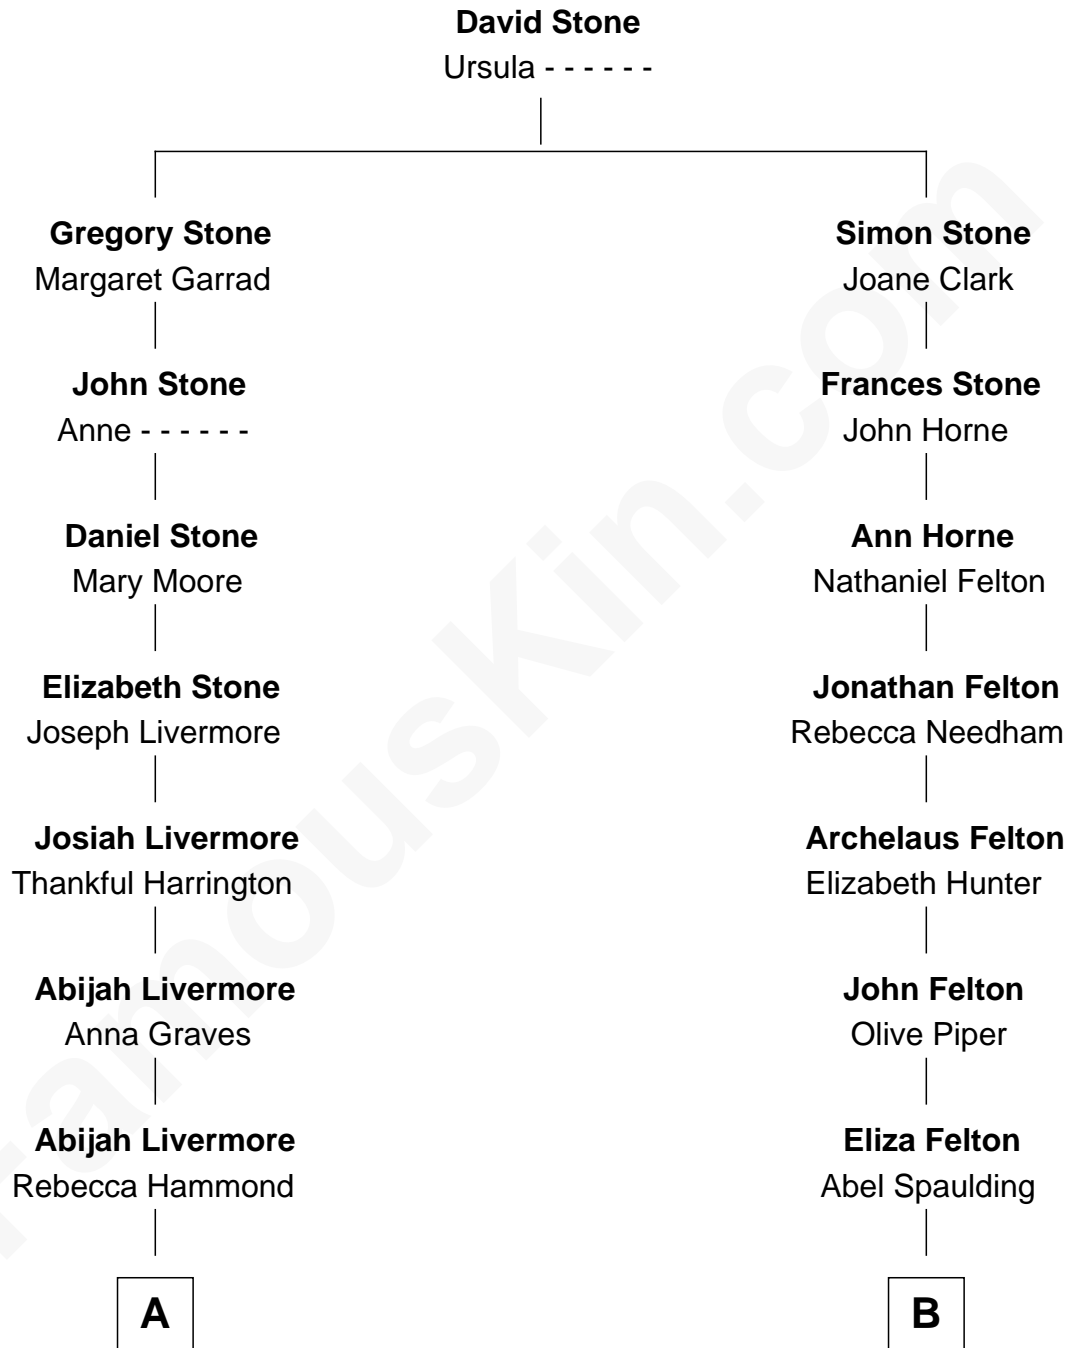 David Stone
Ursula - - - - - -
Gregory Stone
Margaret Garrad
Simon Stone
Joane Clark
John Stone
Anne - - - - - -
Frances Stone
John Horne
Daniel Stone
Mary Moore
Ann Horne
Nathaniel Felton
Elizabeth Stone
Joseph Livermore
Jonathan Felton
Rebecca Needham
Josiah Livermore
Thankful Harrington
Archelaus Felton
Elizabeth Hunter
Abijah Livermore
Anna Graves
John Felton
Olive Piper
Abijah Livermore
Rebecca Hammond
Eliza Felton
Abel Spaulding
A
B
FamousKin.com